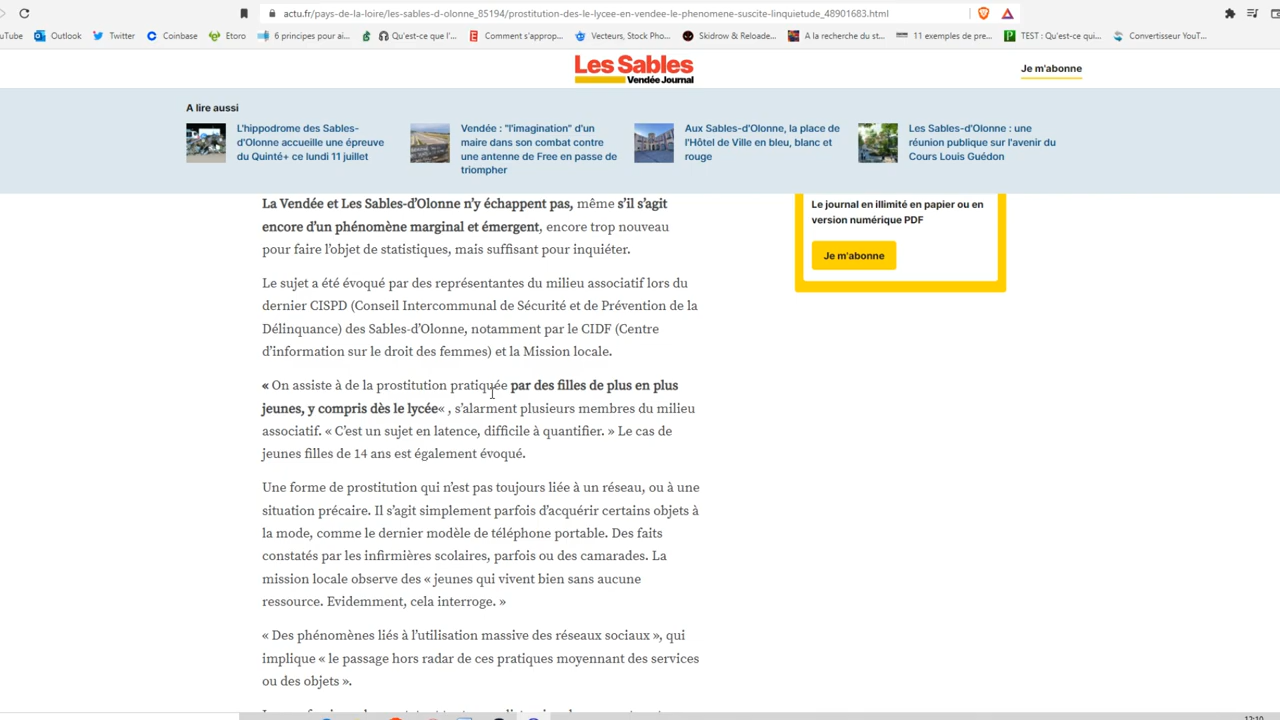 actu.fr/pays-de-la-loire/les-sables-d-olonne_85194/prostitution-des-le-lycee-en-vendee-le-phenomene-suscite-linquietude_48901683.html
Outlook
Twitter
Coinbase
Etoro
6 principes pour ai...
Qu'est-ce que l'...
Comment s'approp...
Vecteurs, Stock Pho...
Skidrow & Reloade...
A la recherche du st...
11 exemples de pre...
TEST : Qu'est-ce qui...
Convertisseur YouT...
Les Sables
Vendée Journal
Je m'abonne
A lire aussi
L'hippodrome des Sables-
d'Olonne accueille une épreuve
du Quinté+ ce lundi 11 juillet
Vendée : "l'imagination" d'un
maire dans son combat contre
une antenne de Free en passe de
triompher
Aux Sables-d'Olonne, la place de
l'Hôtel de Ville en bleu, blanc et
rouge
Les Sables-d'Olonne : une
réunion publique sur l'avenir du
Cours Louis Guédon
La Vendée et Les Sables-d’Olonne n’y échappent pas, même s’il s’agit
encore d’un phénomène marginal et émergent, encore trop nouveau
pour faire l’objet de statistiques, mais suffisant pour inquiéter.
Le sujet a été évoqué par des représentantes du milieu associatif lors du
dernier CISPD (Conseil Intercommunal de Sécurité et de Prévention de la
Délinquance) des Sables-d’Olonne, notamment par le CIDF (Centre
d’information sur le droit des femmes) et la Mission locale.
« On assiste à de la prostitution pratiquée par des filles de plus en plus
jeunes, y compris dès le lycée« , s’alarment plusieurs membres du milieu
associatif. « C’est un sujet en latence, difficile à quantifier. » Le cas de
jeunes filles de 14 ans est également évoqué.
Une forme de prostitution qui n’est pas toujours liée à un réseau, ou à une
situation précaire. Il s’agit simplement parfois d’acquérir certains objets à
la mode, comme le dernier modèle de téléphone portable. Des faits
constatés par les infirmières scolaires, parfois ou des camarades. La
mission locale observe des « jeunes qui vivent bien sans aucune
ressource. Evidemment, cela interroge. »
« Des phénomènes liés à l’utilisation massive des réseaux sociaux », qui
implique « le passage hors radar de ces pratiques moyennant des services
ou des objets ».
Le journal en illimité en papier ou en
version numérique PDF
Je m'abonne